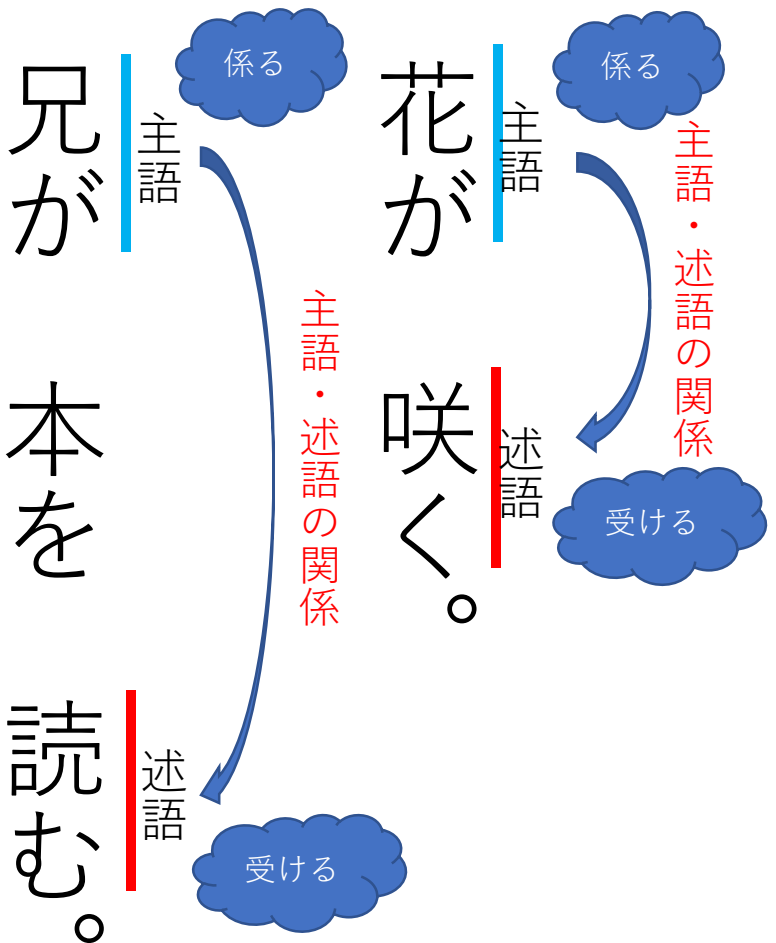 花が
咲く。
主語
述語
係る
主語・述語の関係
受ける
兄が
本を
読む。
主語
述語
係る
主語・述語の関係
受ける